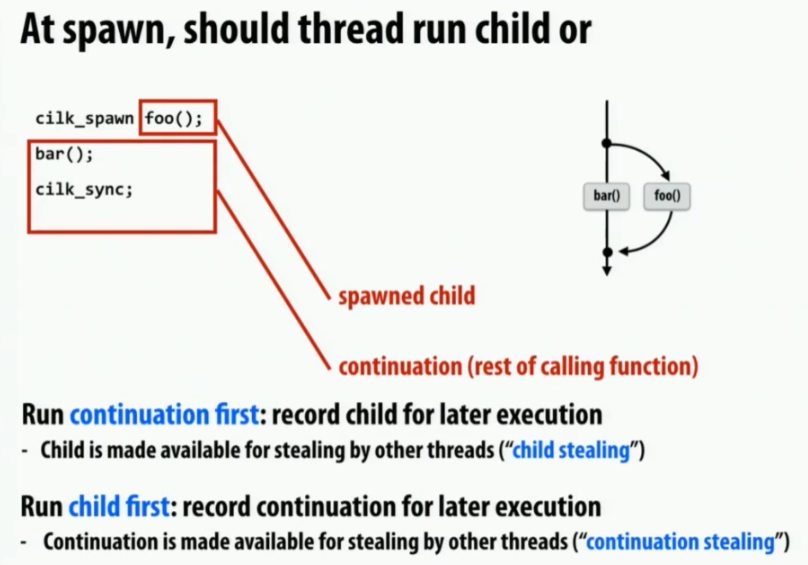 At spawn, should thread run child or
cilk_spawn foo();
bar();
cilk_sync;
bar() foo()
spawned child
continuation (rest of calling function)
Run continuation first: record child for later execution
- Child is made available for stealing by other threads (“child stealing”)
Run child first: record continuation for later execution
- Continuation is made available for stealing by other threads (“continuation stealing”)